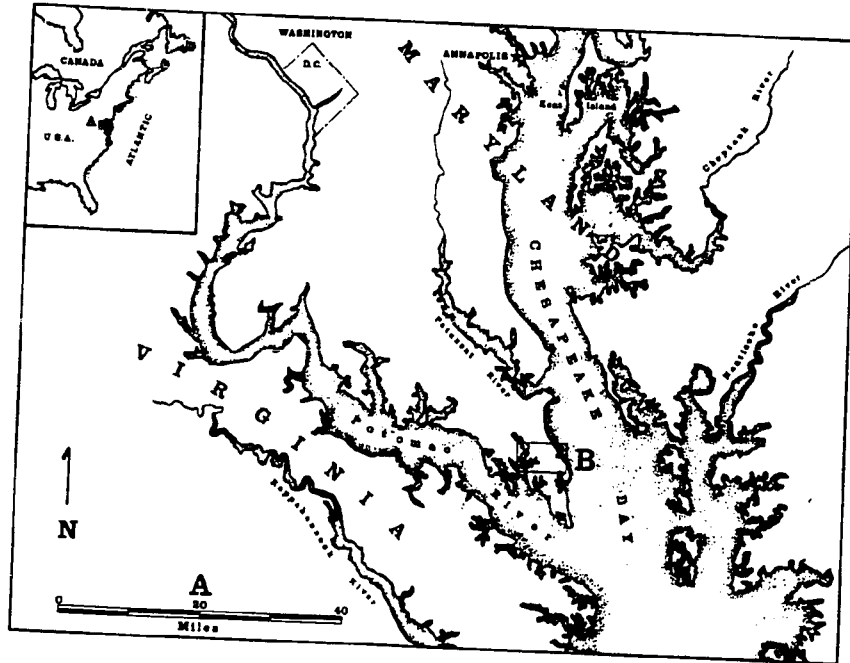 CANADA
U.S.A.
A
ATLANTIC
WASHINGTON
D.C.
ANNAPOLIS
MARYLAND
Kent Island
Choptank River
CHESAPEAKE BAY
Nanticoke River
Patuxent River
VIRGINIA
Potomac River
B
Rappahannock River
N
A
0 20 40
Miles